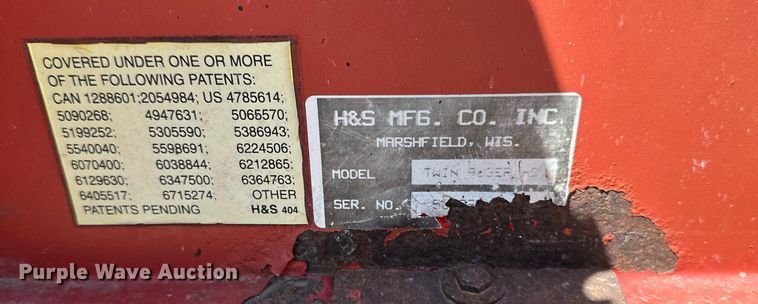 COVERED UNDER ONE OR MORE
OF THE FOLLOWING PATENTS:
CAN 1288601;2054984; US 4785614;
5090268; 4947631; 5065570;
5199252; 5305590; 5386943;
5540040; 5598691; 6224506;
6070400; 6038844; 6212865;
6129630; 6347500; 6364763;
6405517; 6715274; OTHER
PATENTS PENDING H&S 404
H&S MFG. CO. INC.
MARSHFIELD, WIS.
MODEL TWIN
SER. NO.
Purple Wave Auction